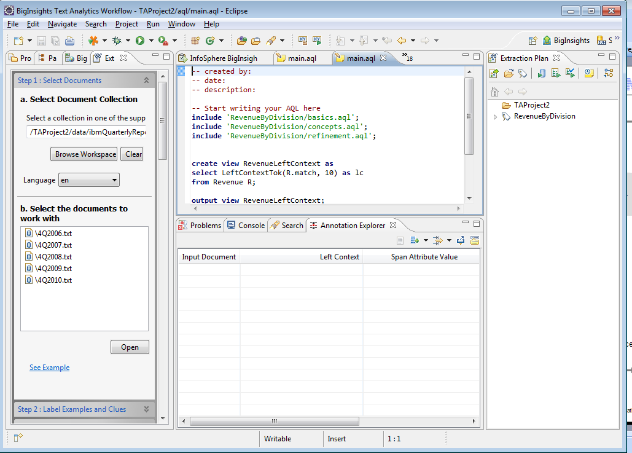 BigInsights Text Analytics Workflow - TAProject2/aql/main.aql - Eclipse
File Edit Navigate Search Project Run Window Help
BigInsights
S
Pro
Pa
Big
Ext
Step 1 : Select Documents
a. Select Document Collection
Select a collection in one of the supp
/TAProject2/data/ibmQuarterlyRepo
Browse Workspace
Clear
Language
en
b. Select the documents to
work with
\4Q2006.txt
\4Q2007.txt
\4Q2008.txt
\4Q2009.txt
\4Q2010.txt
Open
See Example
Step 2 : Label Examples and Clues
InfoSphere BigInsigh
main.aql
main.aql
18
-- created by:
-- date:
-- description:
-- Start writing your AQL here
include 'RevenueByDivision/basics.aql';
include 'RevenueByDivision/concepts.aql';
include 'RevenueByDivision/refinement.aql';
create view RevenueLeftContext as
select LeftContextTok(R.match, 10) as lc
from Revenue R;
output view RevenueLeftContext;
Problems
Console
Search
Annotation Explorer
Input Document
Left Context
Span Attribute Value
Extraction Plan
TAProject2
RevenueByDivision
Writable
Insert
1 : 1